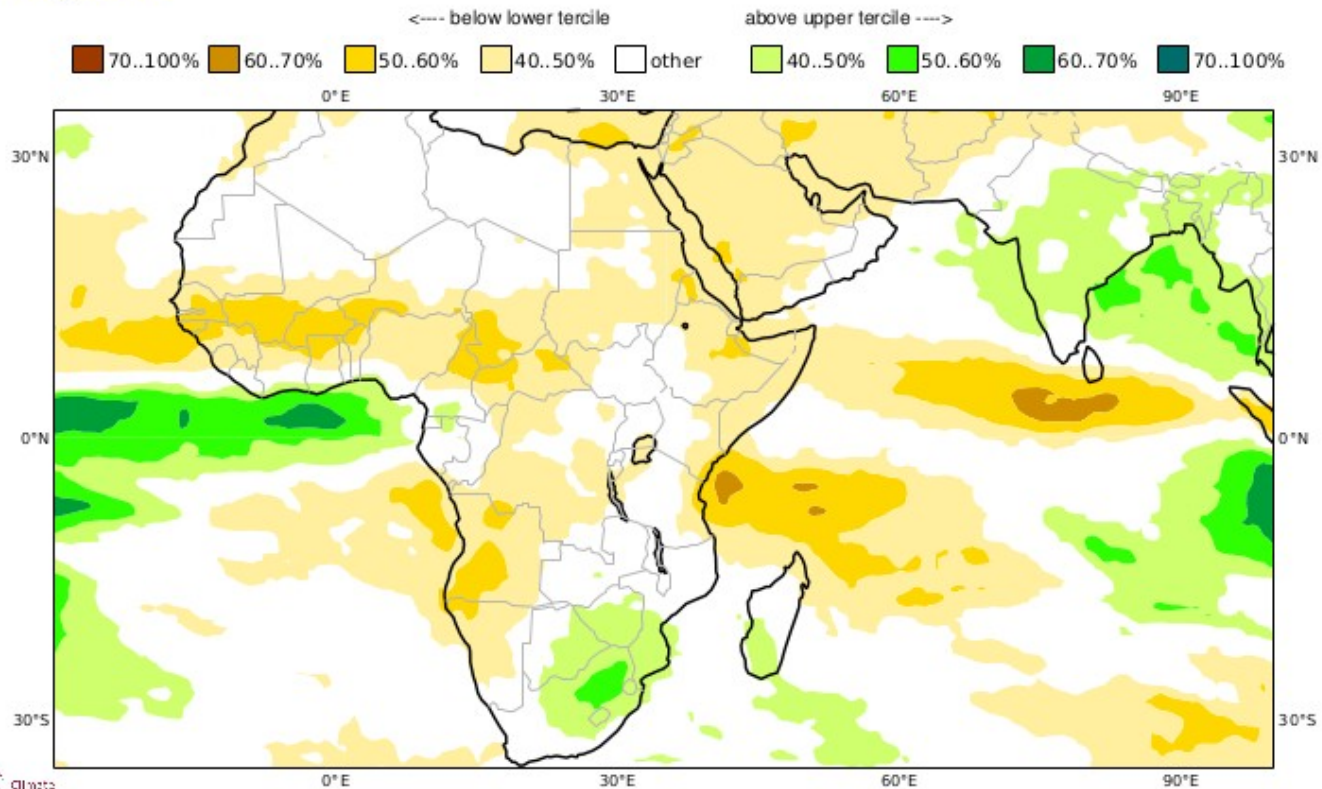 <---- below lower tercile above upper tercile ---->
70..100% 60..70% 50..60% 40..50% other 40..50% 50..60% 60..70% 70..100%
0°E 30°E 60°E 90°E
30°N 30°N
0°N 0°N
30°S 30°S
0°E 30°E 60°E 90°E
Climate